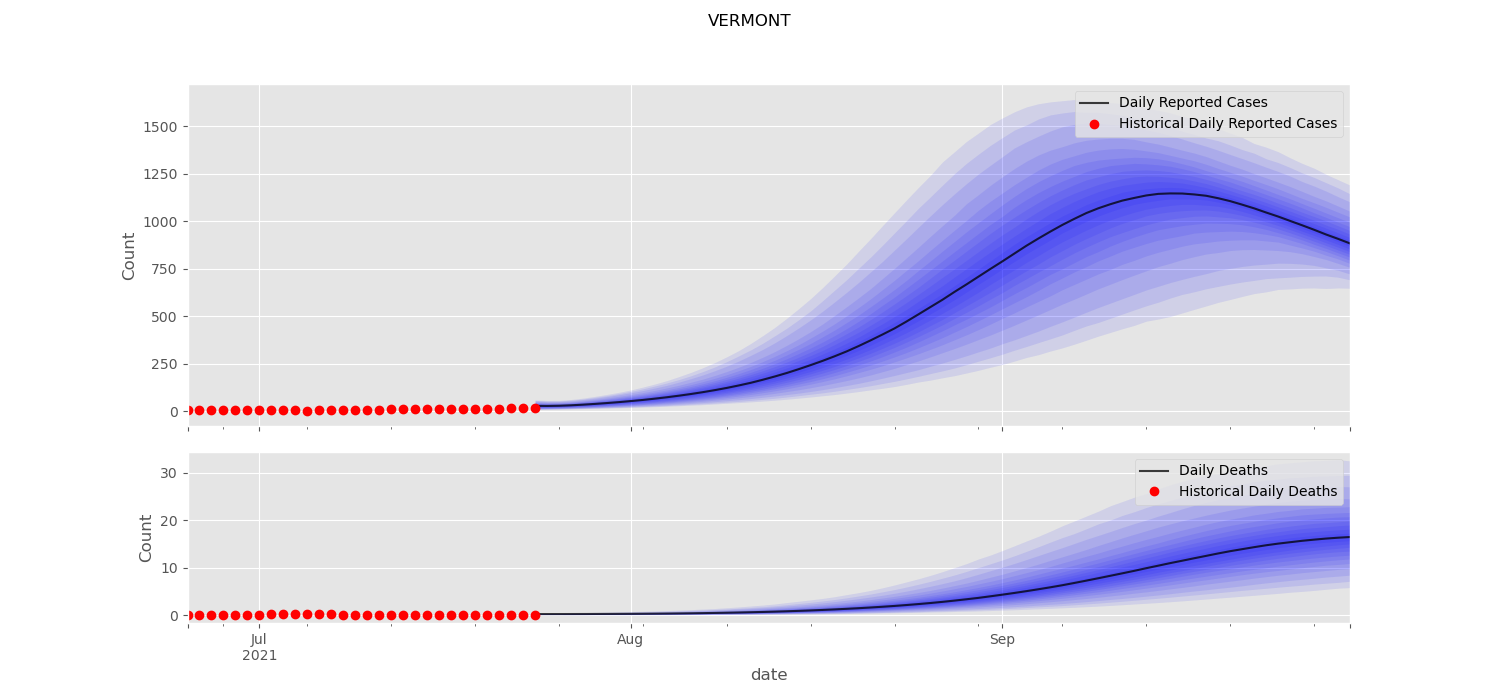 VERMONT
Daily Reported Cases
Historical Daily Reported Cases
1500
1250
1000
750
500
250
0
Count
Daily Deaths
Historical Daily Deaths
30
20
10
0
Count
Jul
2021
Aug
Sep
date